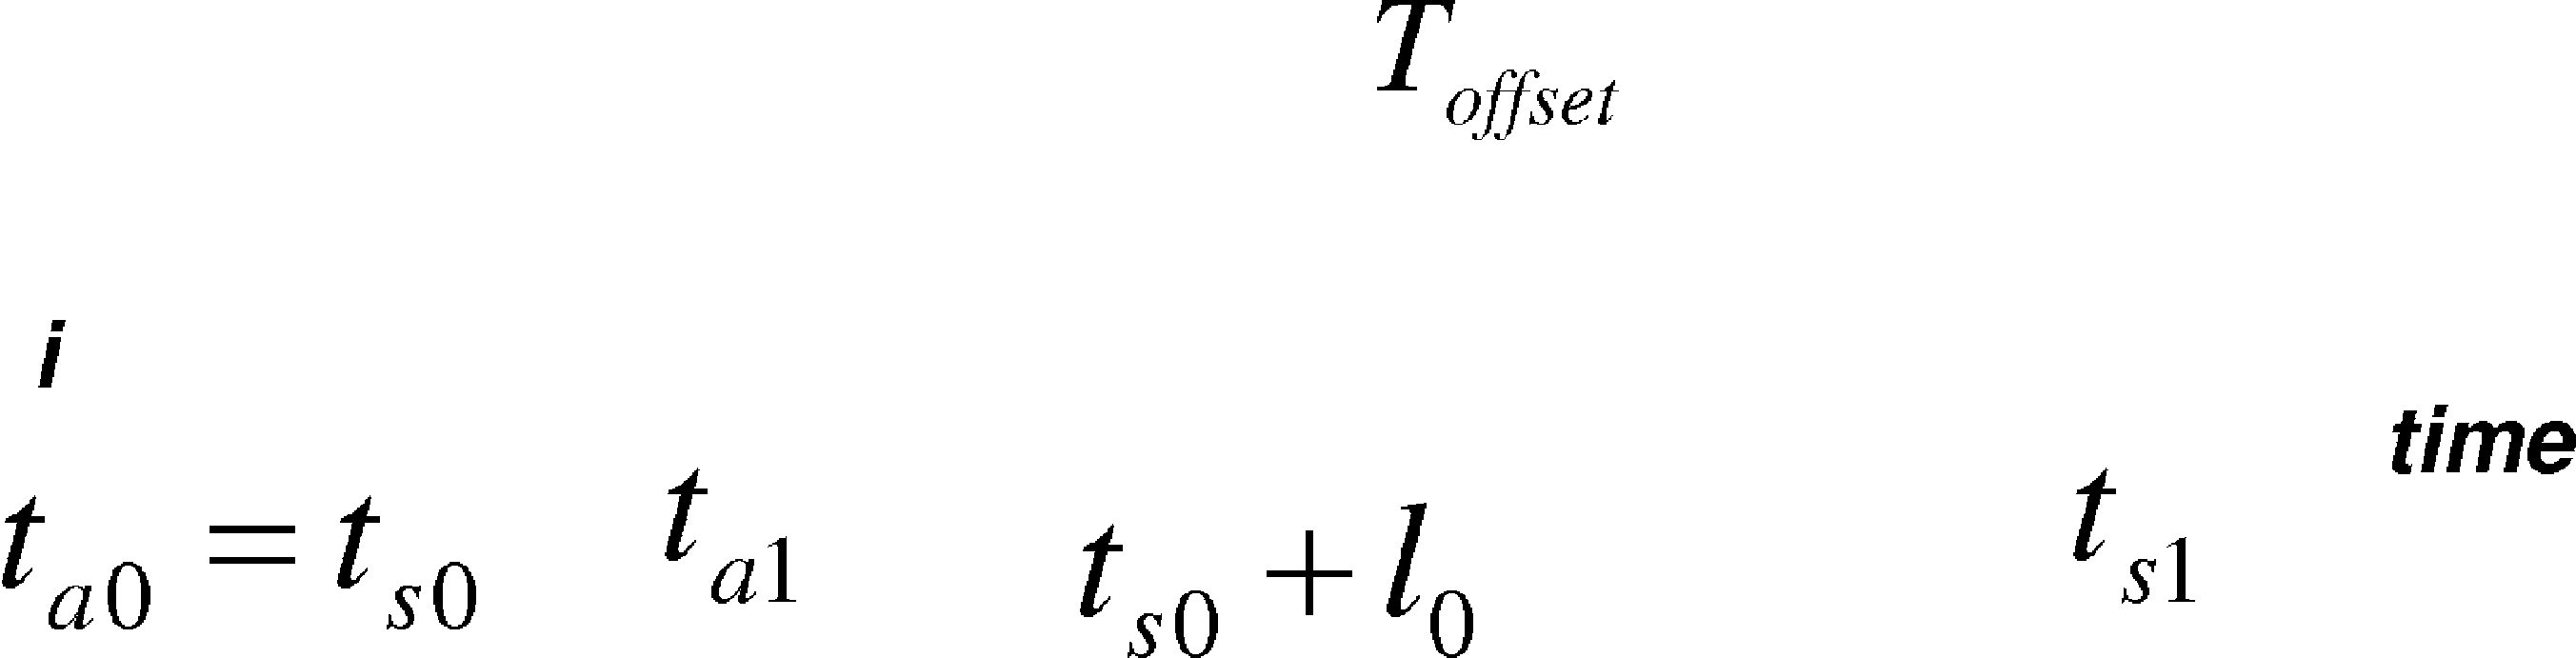 T_offset
i
time
t_a0 = t_s0 t_a1 t_s0 + l_0 t_s1